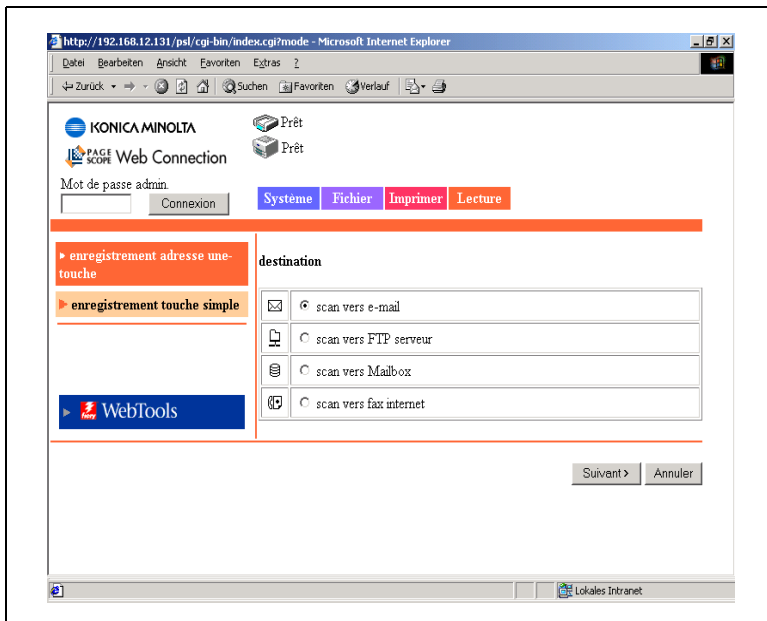 http://192.168.12.131/psl/cgi-bin/index.cgi?mode - Microsoft Internet Explorer
Datei Bearbeiten Ansicht Favoriten Extras ?
Zurück Suchen Favoriten Verlauf
KONICA MINOLTA
Prêt
PAGE SCOPE Web Connection
Prêt
Mot de passe admin.
Connexion
Système Fichier Imprimer Lecture
enregistrement adresse une-
touche
destination
enregistrement touche simple
scan vers e-mail
scan vers FTP serveur
scan vers Mailbox
scan vers fax internet
fiery WebTools
Suivant > Annuler
Lokales Intranet